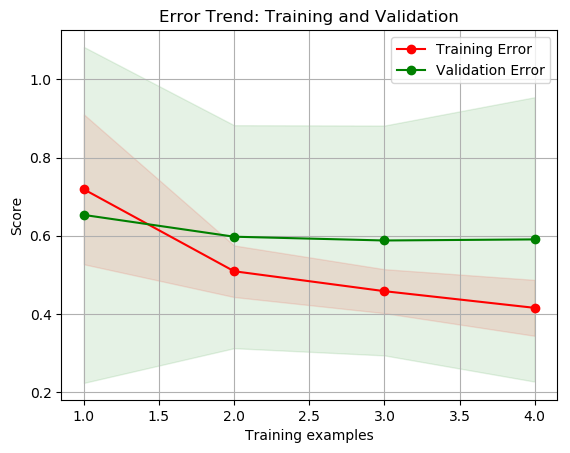 Error Trend: Training and Validation
Training Error
Validation Error
1.0
0.8
0.6
0.4
0.2
Score
1.0 1.5 2.0 2.5 3.0 3.5 4.0
Training examples